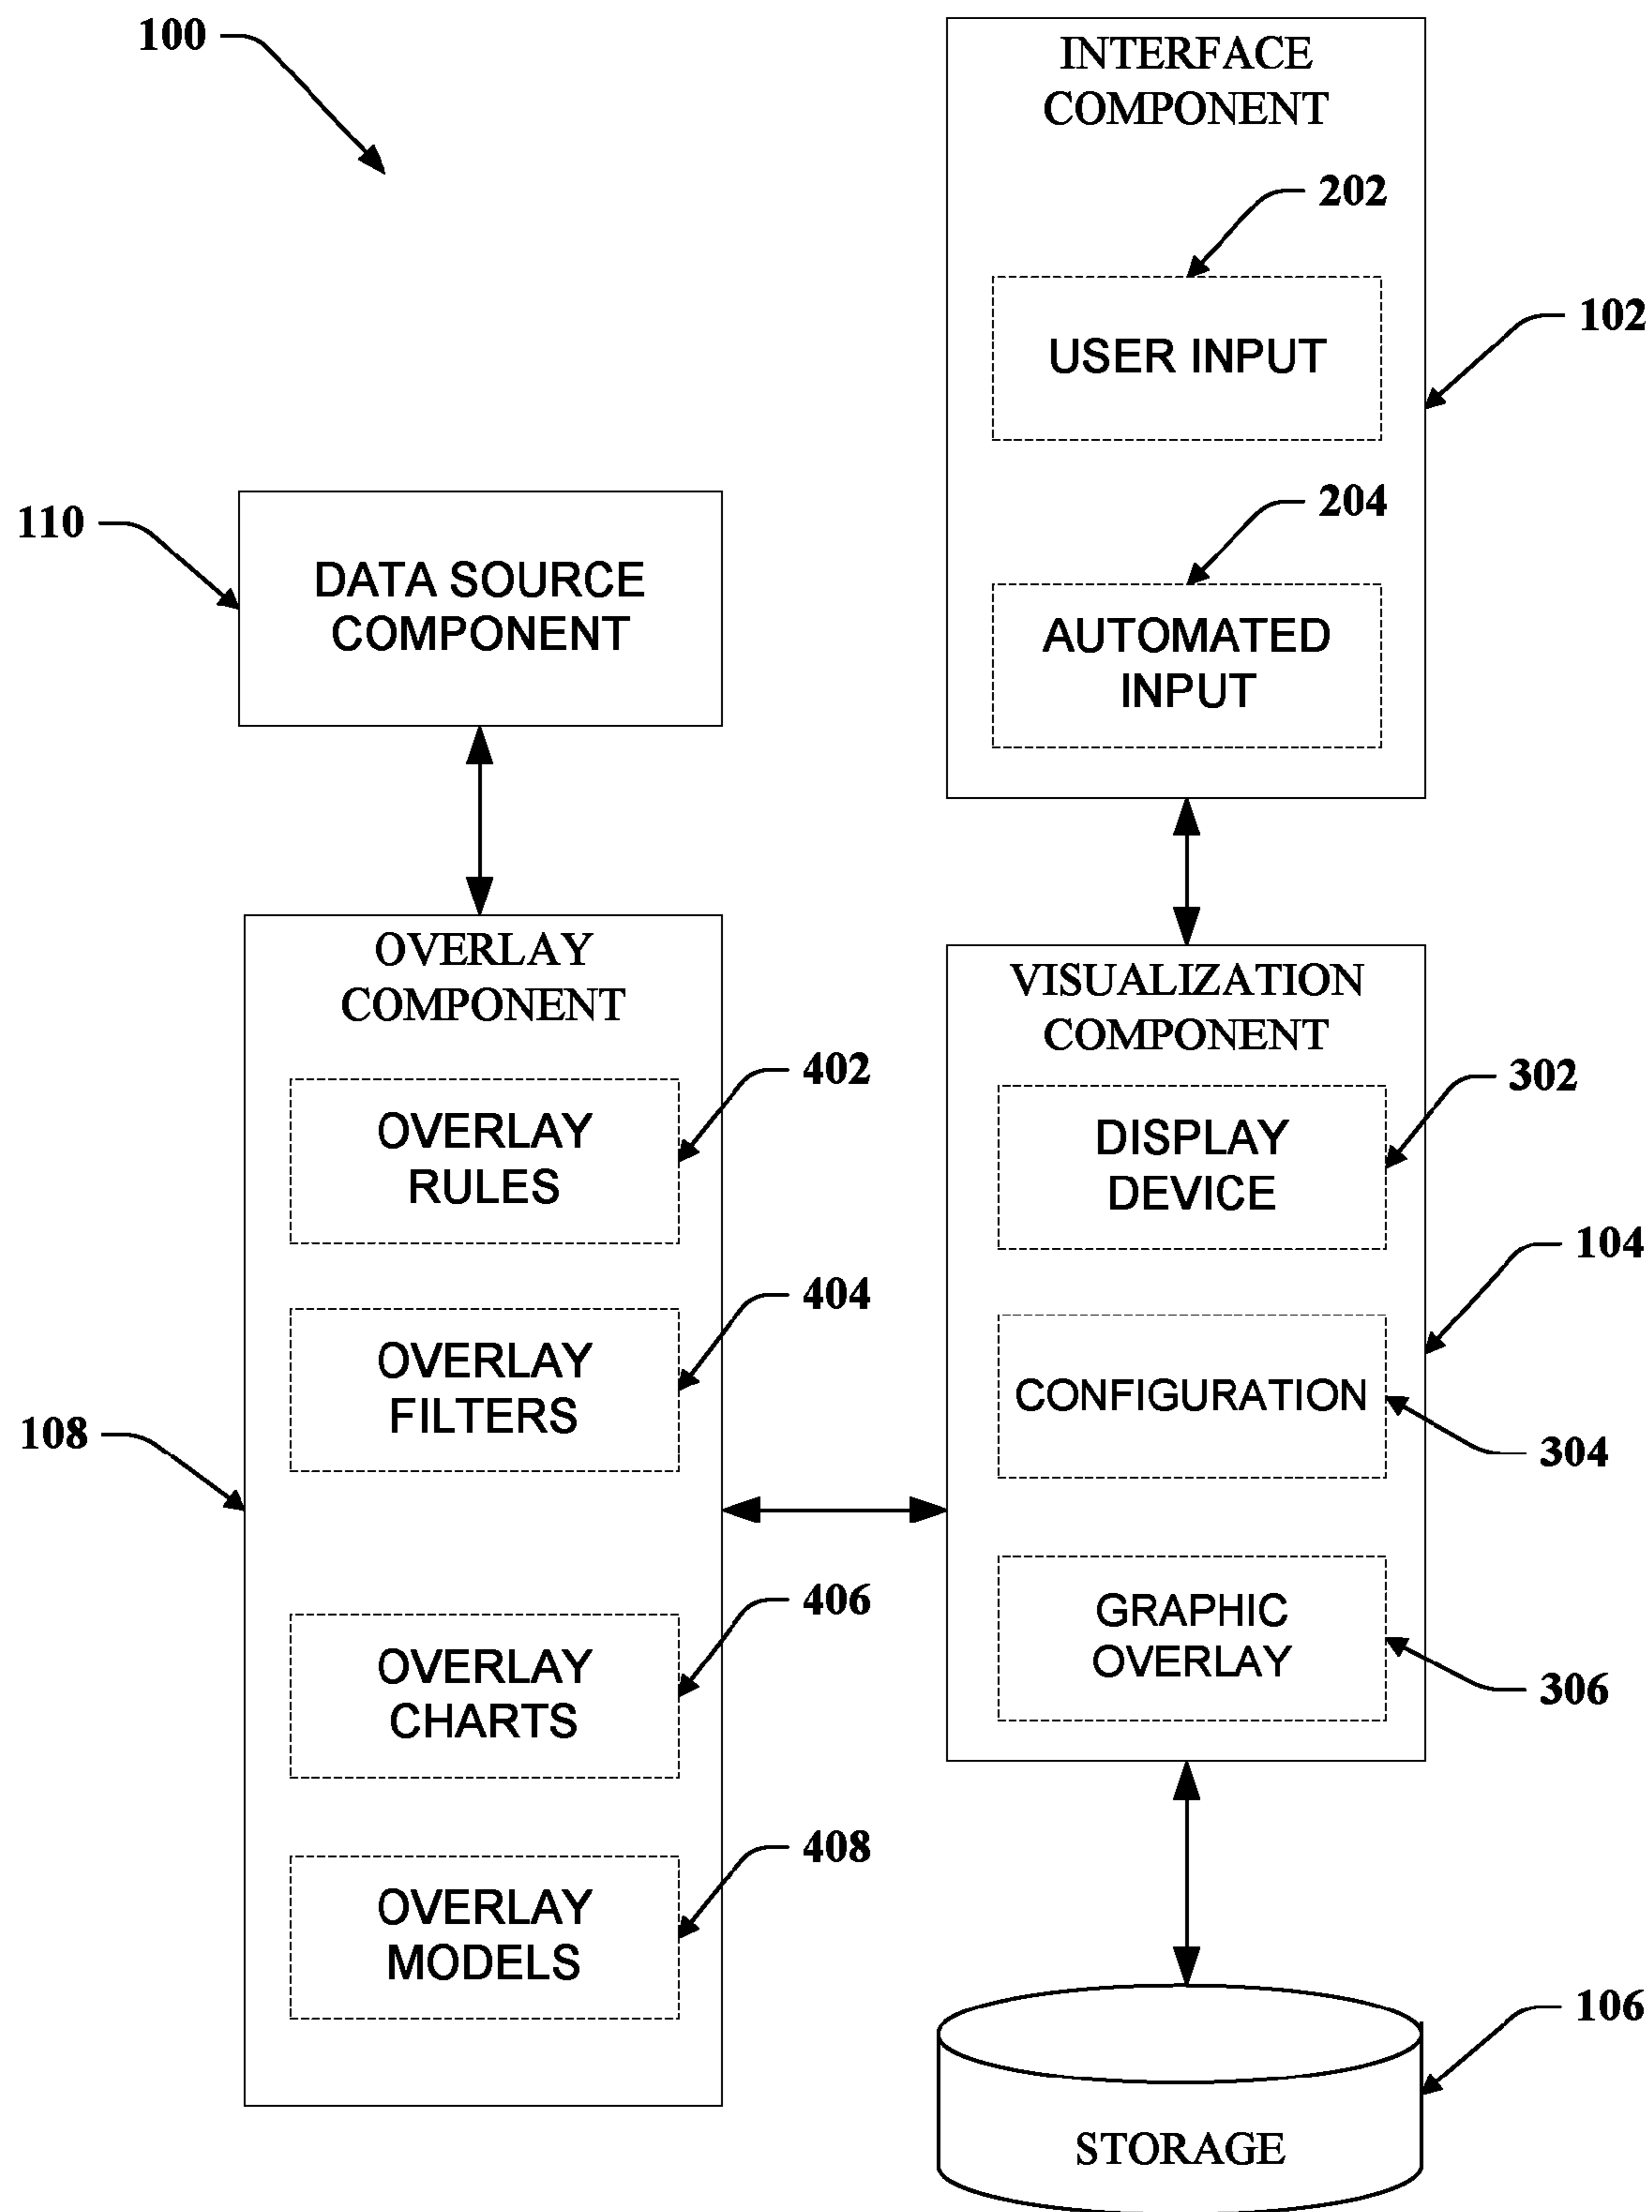 100
INTERFACE
COMPONENT
202
USER INPUT
102
204
AUTOMATED
INPUT
110
DATA SOURCE
COMPONENT
OVERLAY
COMPONENT
402
OVERLAY
RULES
404
OVERLAY
FILTERS
108
406
OVERLAY
CHARTS
408
OVERLAY
MODELS
VISUALIZATION
COMPONENT
302
DISPLAY
DEVICE
104
CONFIGURATION
304
GRAPHIC
OVERLAY
306
106
STORAGE